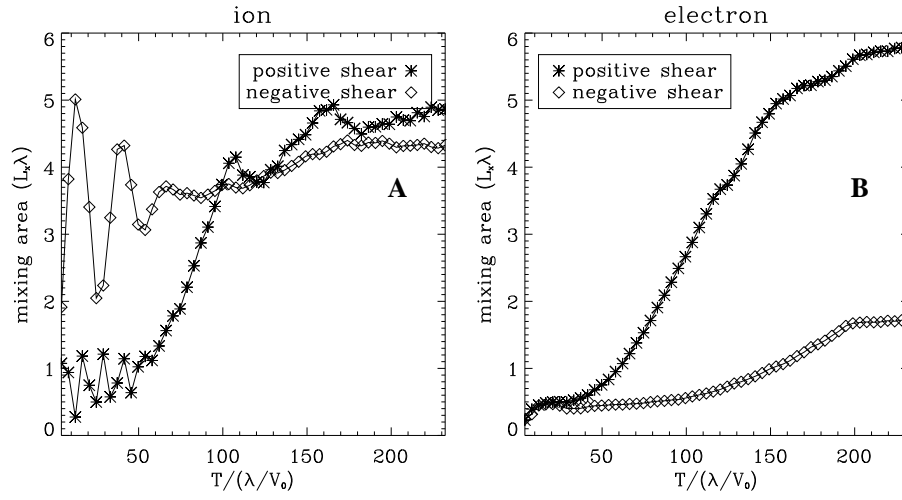 ion
positive shear
negative shear
A
mixing area (Lₓλ)
0
1
2
3
4
5
6
50
100
150
200
T/(λ/V₀)
electron
positive shear
negative shear
B
mixing area (Lₓλ)
0
1
2
3
4
5
6
50
100
150
200
T/(λ/V₀)